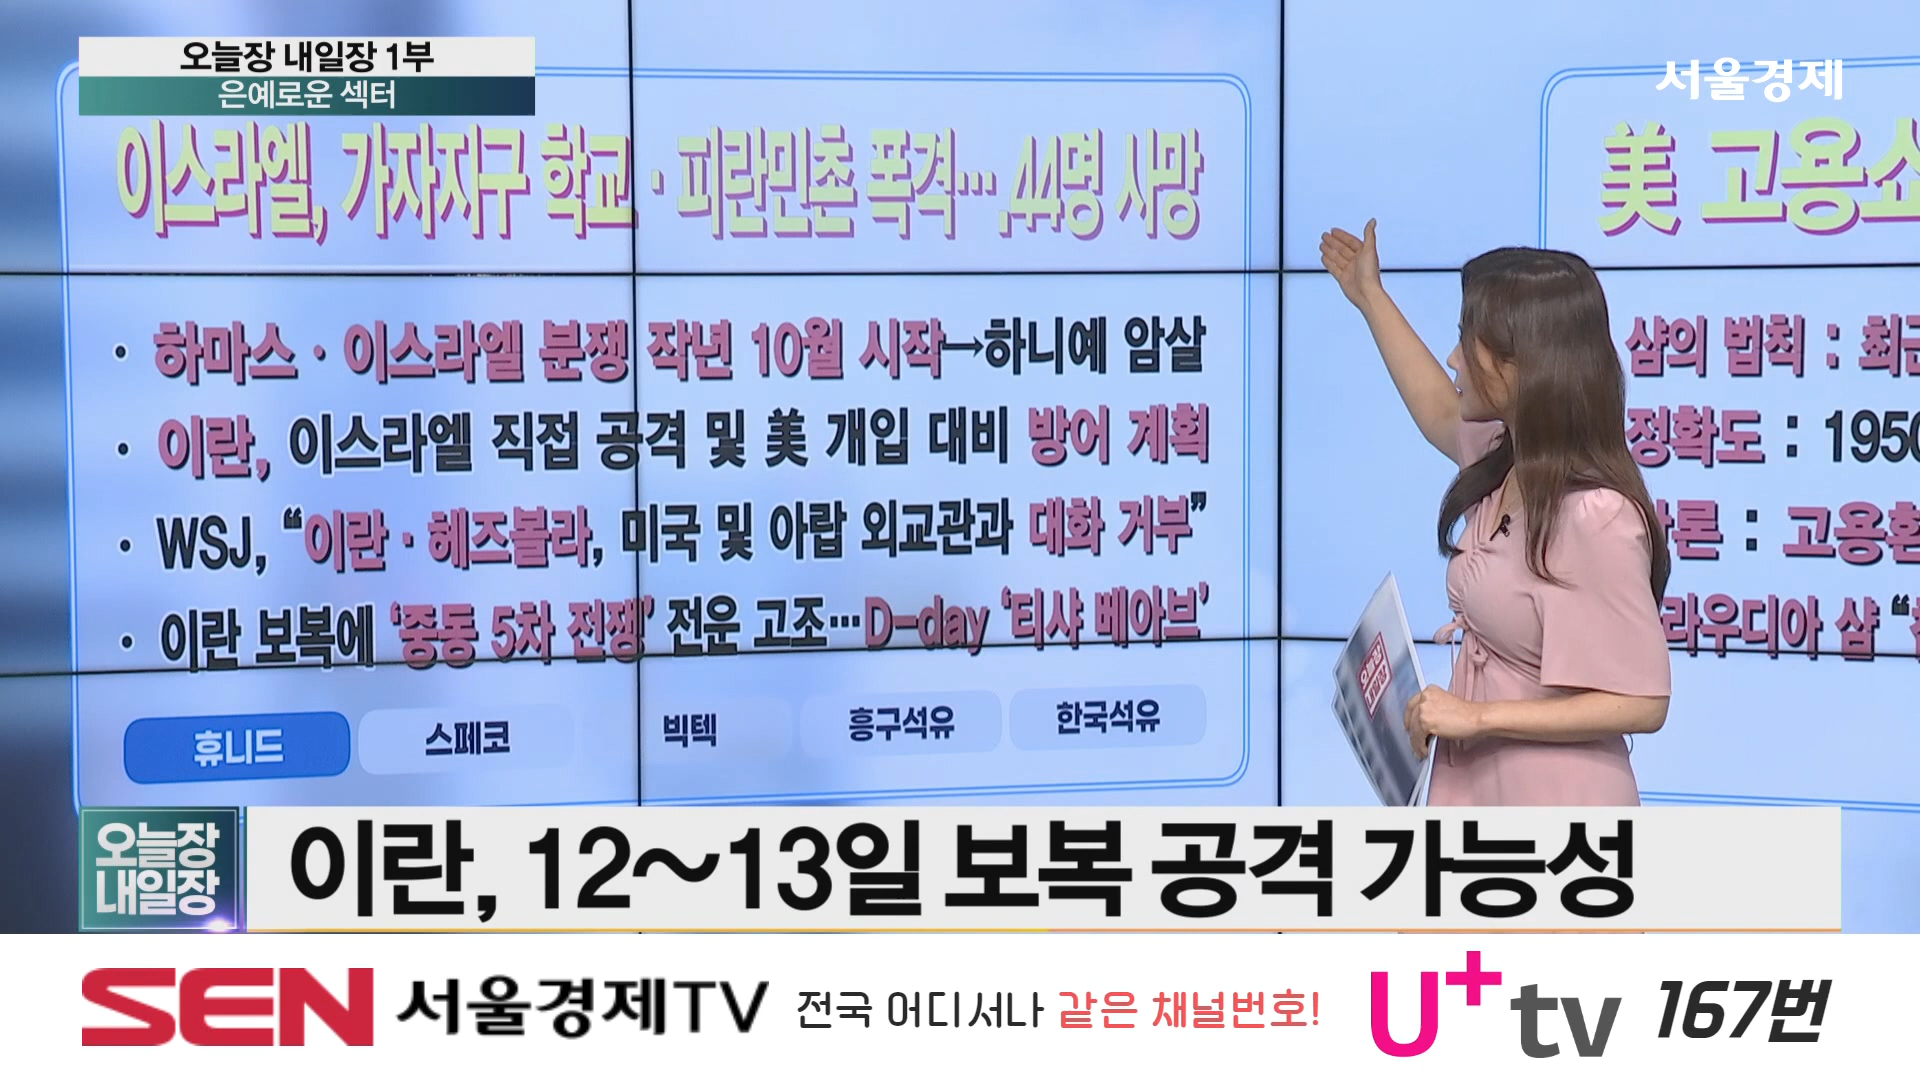 오늘장 내일장 1부
은예로운 섹터
서울경제
이스라엘, 가자지구 학교·피란민촌 폭격….44명 사망
· 하마스·이스라엘 분쟁 작년 10월 시작→하니예 암살
· 이란, 이스라엘 직접 공격 및 美 개입 대비 방어 계획
· WSJ, “이란·헤즈볼라, 미국 및 아랍 외교관과 대화 거부”
· 이란 보복에 ‘중동 5차 전쟁’ 전운 고조…D-day ‘티샤 베아브’
휴니드 스페코 빅텍 흥구석유 한국석유
美 고용쇼
샴의 법칙 : 최근
정확도 : 1950
론 : 고용환
라우디아 샴 “
오늘장
내일장
오늘장
내일장
이란, 12~13일 보복 공격 가능성
SEN 서울경제TV 전국 어디서나 같은 채널번호! U+tv 167번